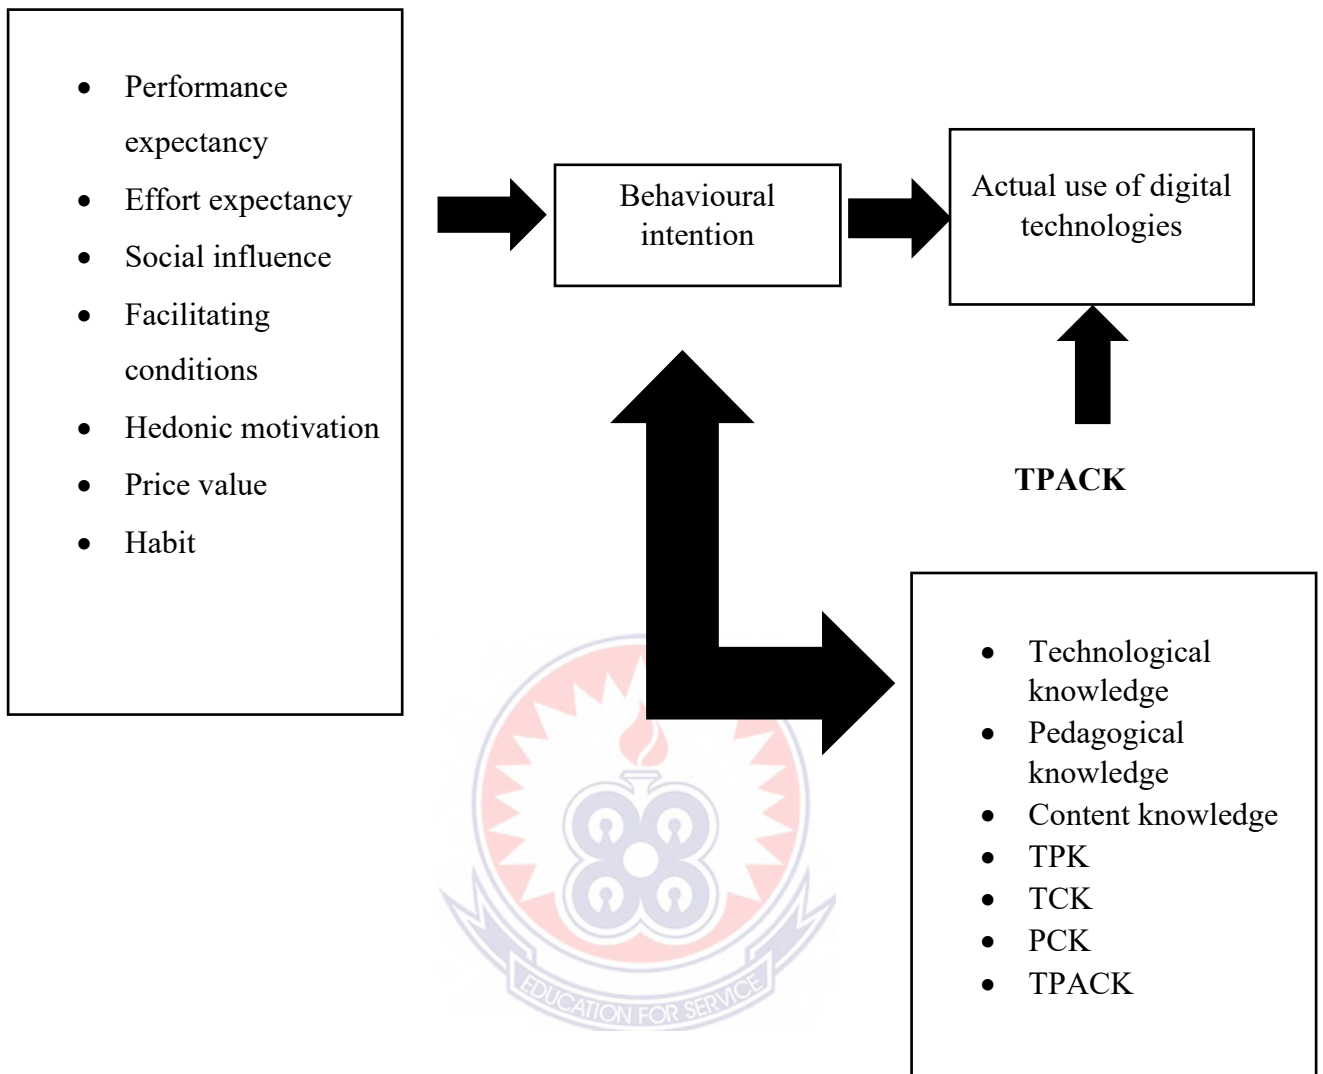 • Performance
expectancy
• Effort expectancy
• Social influence
• Facilitating
conditions
• Hedonic motivation
• Price value
• Habit
Behavioural
intention
Actual use of digital
technologies
TPACK
• Technological
knowledge
• Pedagogical
knowledge
• Content knowledge
• TPK
• TCK
• PCK
• TPACK
EDUCATION FOR SERVICE